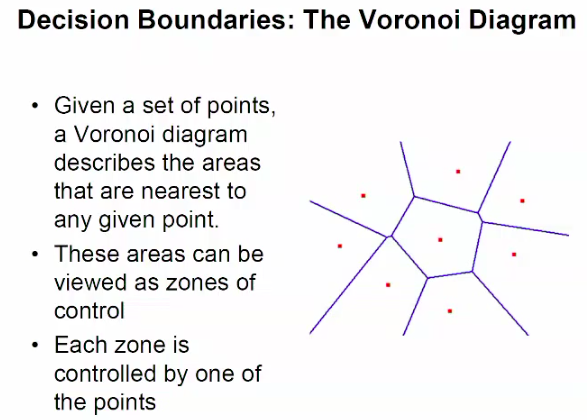 Decision Boundaries: The Voronoi Diagram
• Given a set of points,
a Voronoi diagram
describes the areas
that are nearest to
any given point.
• These areas can be
viewed as zones of
control
• Each zone is
controlled by one of
the points